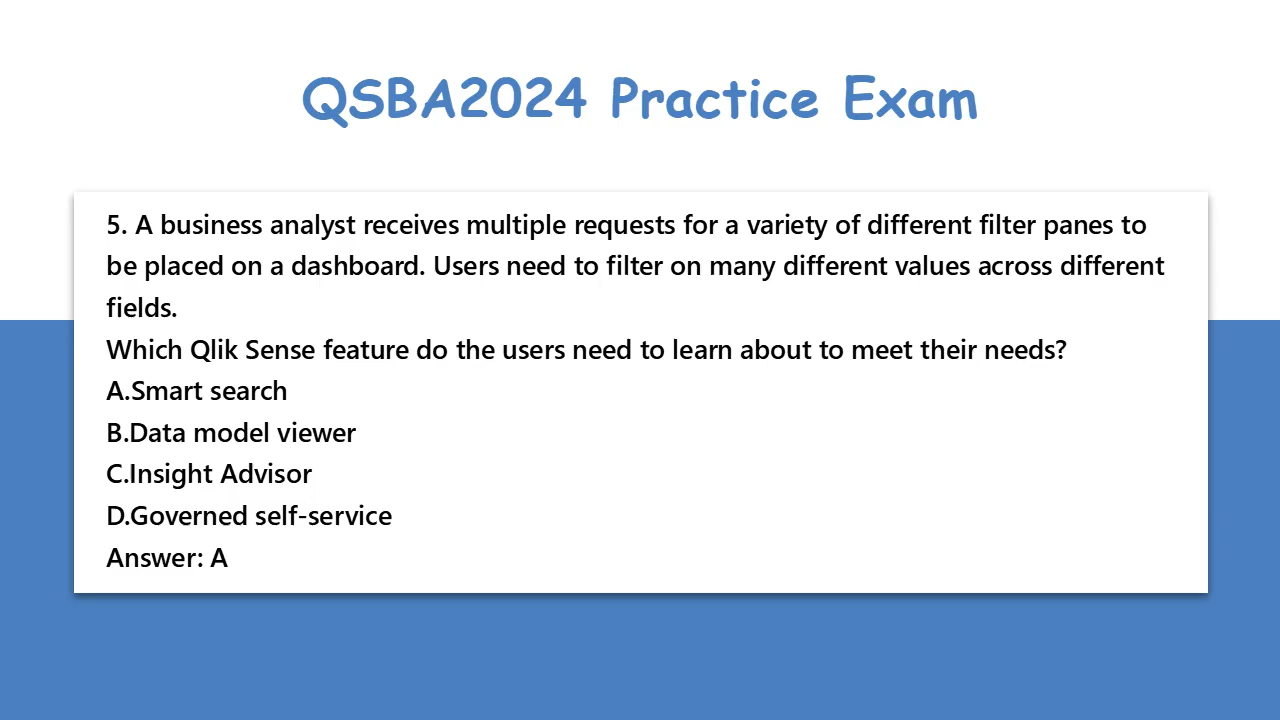 QSBA2024 Practice Exam
5. A business analyst receives multiple requests for a variety of different filter panes to
be placed on a dashboard. Users need to filter on many different values across different
fields.
Which Qlik Sense feature do the users need to learn about to meet their needs?
A.Smart search
B.Data model viewer
C.Insight Advisor
D.Governed self-service
Answer: A